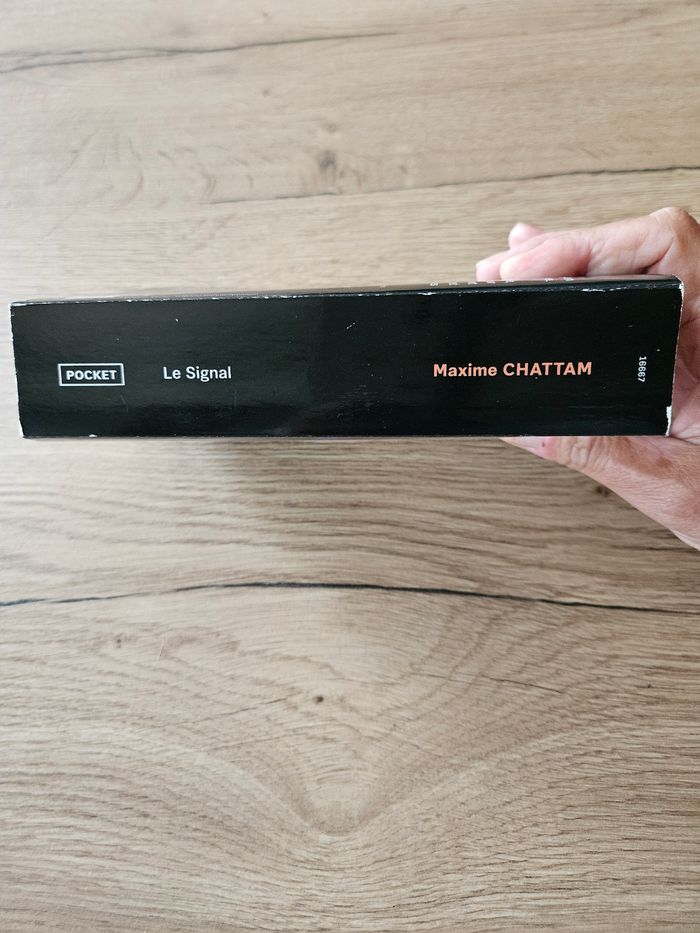 POCKET
Le Signal
Maxime CHATTAM
16667